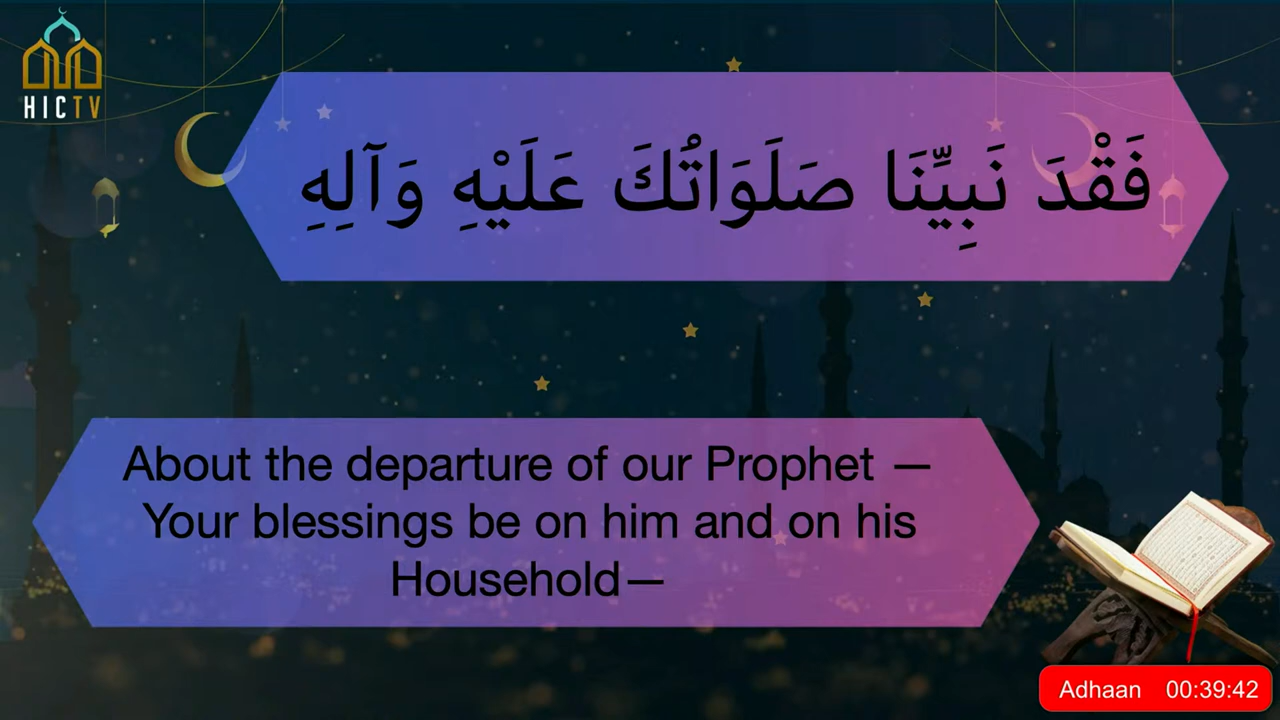 HICTV
فَقْدَ نَبِيِّنَا صَلَوَاتُكَ عَلَيْهِ وَآلِهِ
About the departure of our Prophet —
Your blessings be on him and on his
Household—
Adhaan 00:39:42